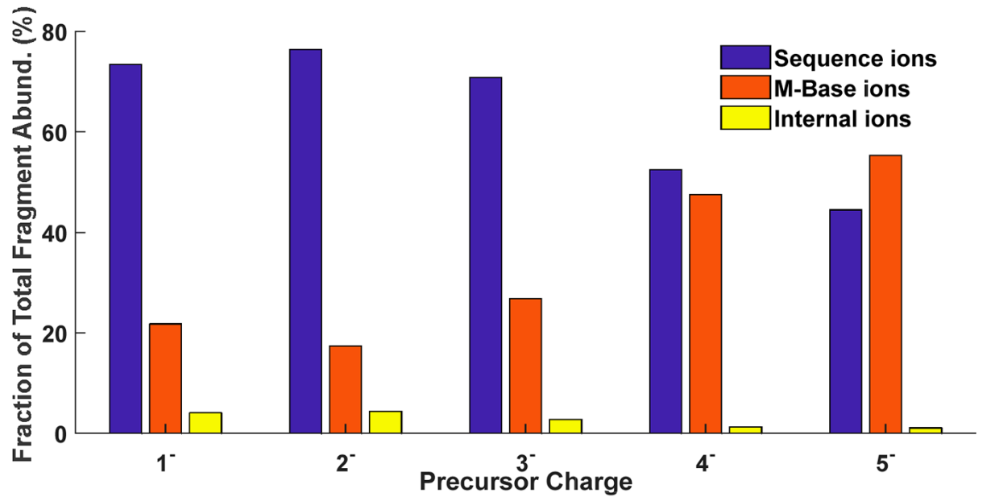 Fraction of Total Fragment Abund. (%)
80
60
40
20
0
Sequence ions
M-Base ions
Internal ions
1⁻ 2⁻ 3⁻ 4⁻ 5⁻
Precursor Charge